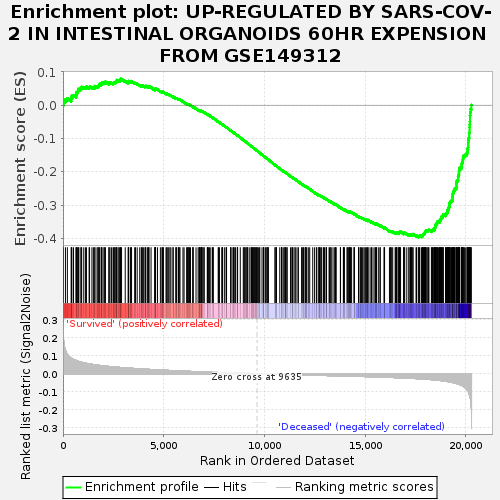 Enrichment plot: UP-REGULATED BY SARS-COV-
2 IN INTESTINAL ORGANOIDS 60HR EXPENSION
FROM GSE149312
Enrichment score (ES)
0.1
0.0
-0.1
-0.2
-0.3
-0.4
Ranked list metric (Signal2Noise)
0.3
0.2
0.1
0.0
-0.1
-0.2
-0.3
'Survived' (positively correlated)
Zero cross at 9635
'Deceased' (negatively correlated)
0
5,000
10,000
15,000
20,000
Rank in Ordered Dataset
Enrichment profile
Hits
Ranking metric scores